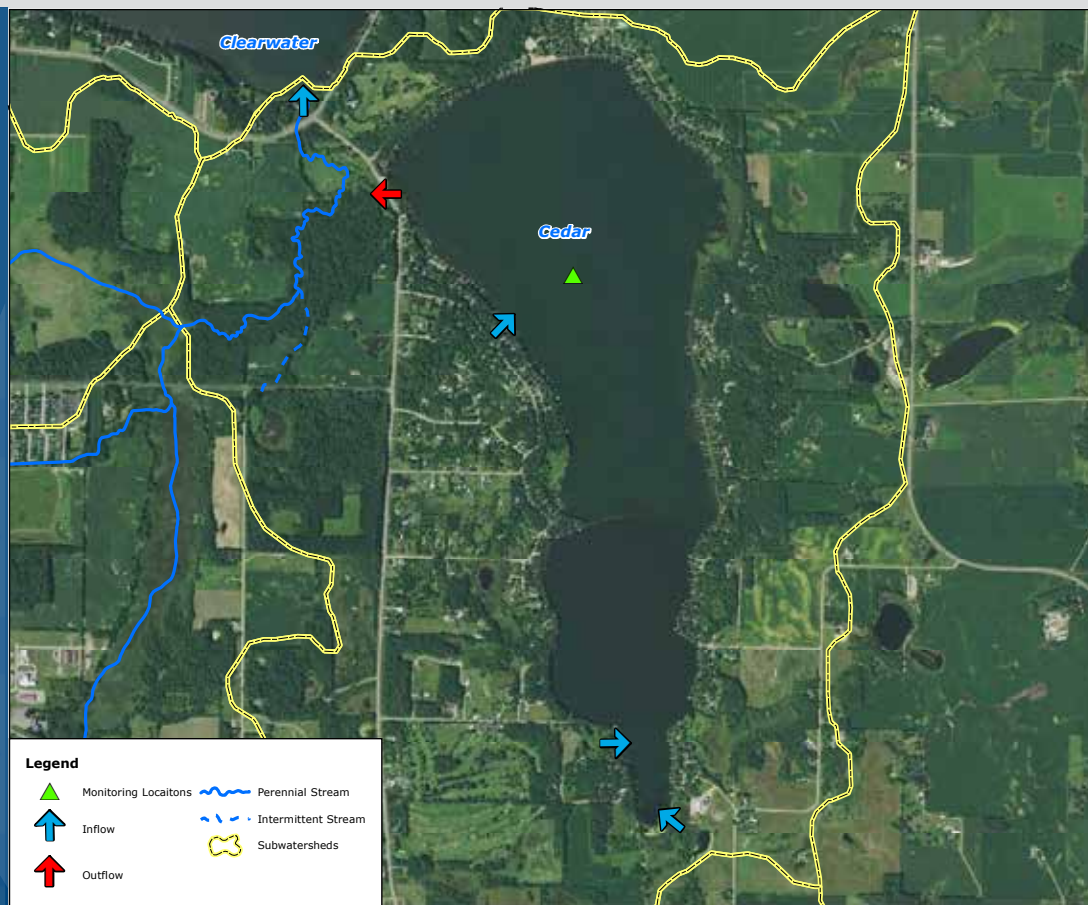 Clearwater
Cedar
Legend
Monitoring Locaitons
Perennial Stream
Inflow
Intermittent Stream
Subwatersheds
Outflow